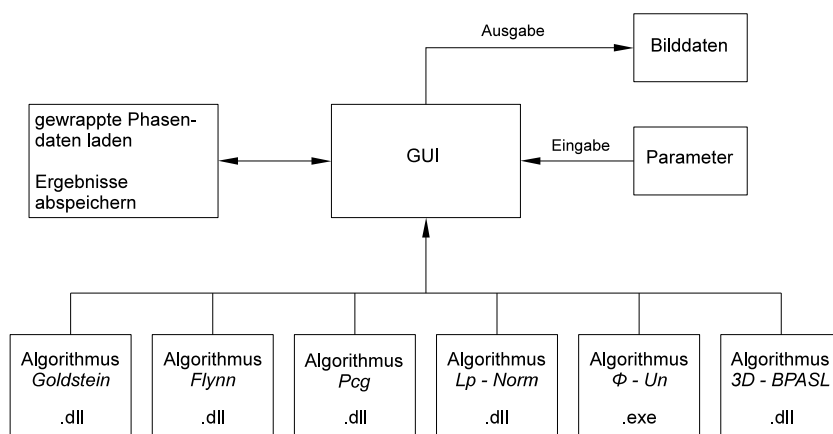 Ausgabe
Bilddaten
gewrappte Phasen-
daten laden
Ergebnisse
abspeichern
GUI
Eingabe
Parameter
Algorithmus
Goldstein
.dll
Algorithmus
Flynn
.dll
Algorithmus
Pcg
.dll
Algorithmus
Lp - Norm
.dll
Algorithmus
Φ - Un
.exe
Algorithmus
3D - BPASL
.dll